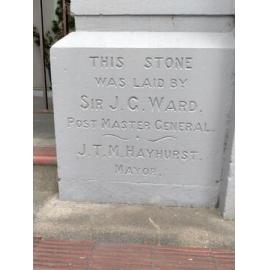 THIS STONE
WAS LAID BY
SIR J.G. WARD.
POST MASTER GENERAL.
J.T.M. HAYHURST.
MAYOR.